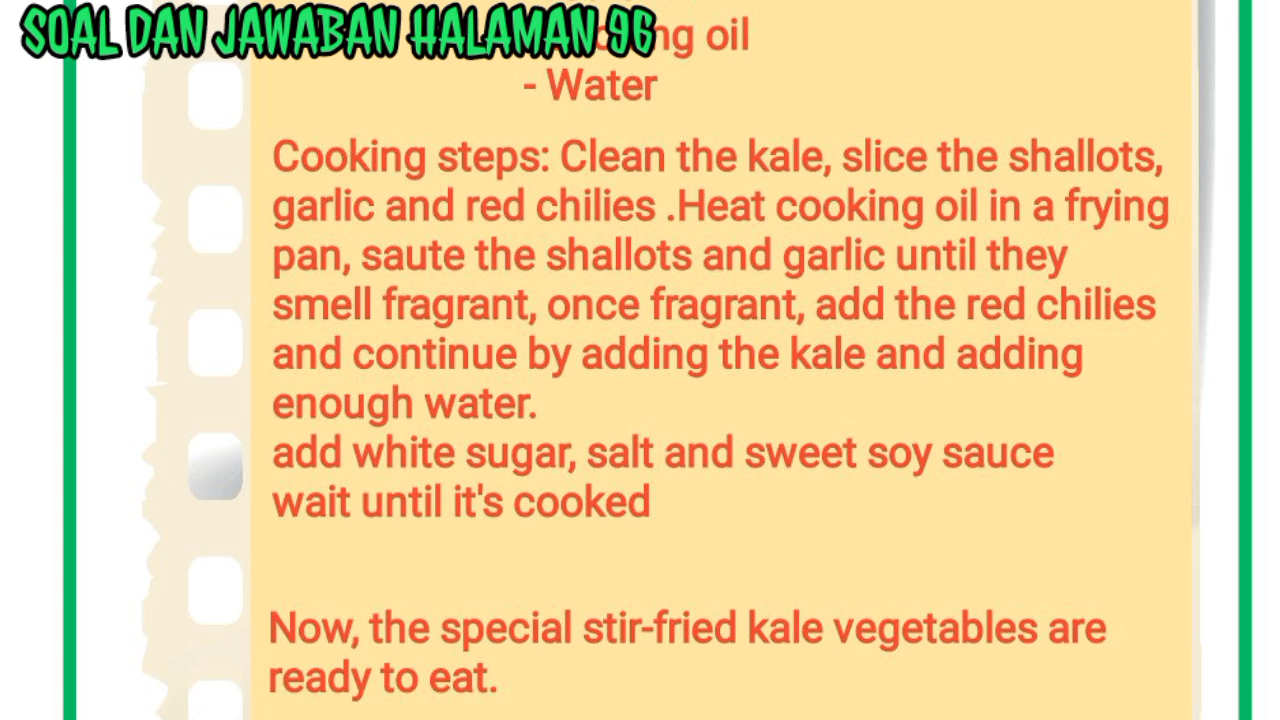 SOAL DAN JAWABAN HALAMAN 96
oil
- Water
Cooking steps: Clean the kale, slice the shallots,
garlic and red chilies .Heat cooking oil in a frying
pan, saute the shallots and garlic until they
smell fragrant, once fragrant, add the red chilies
and continue by adding the kale and adding
enough water.
add white sugar, salt and sweet soy sauce
wait until it's cooked
Now, the special stir-fried kale vegetables are
ready to eat.